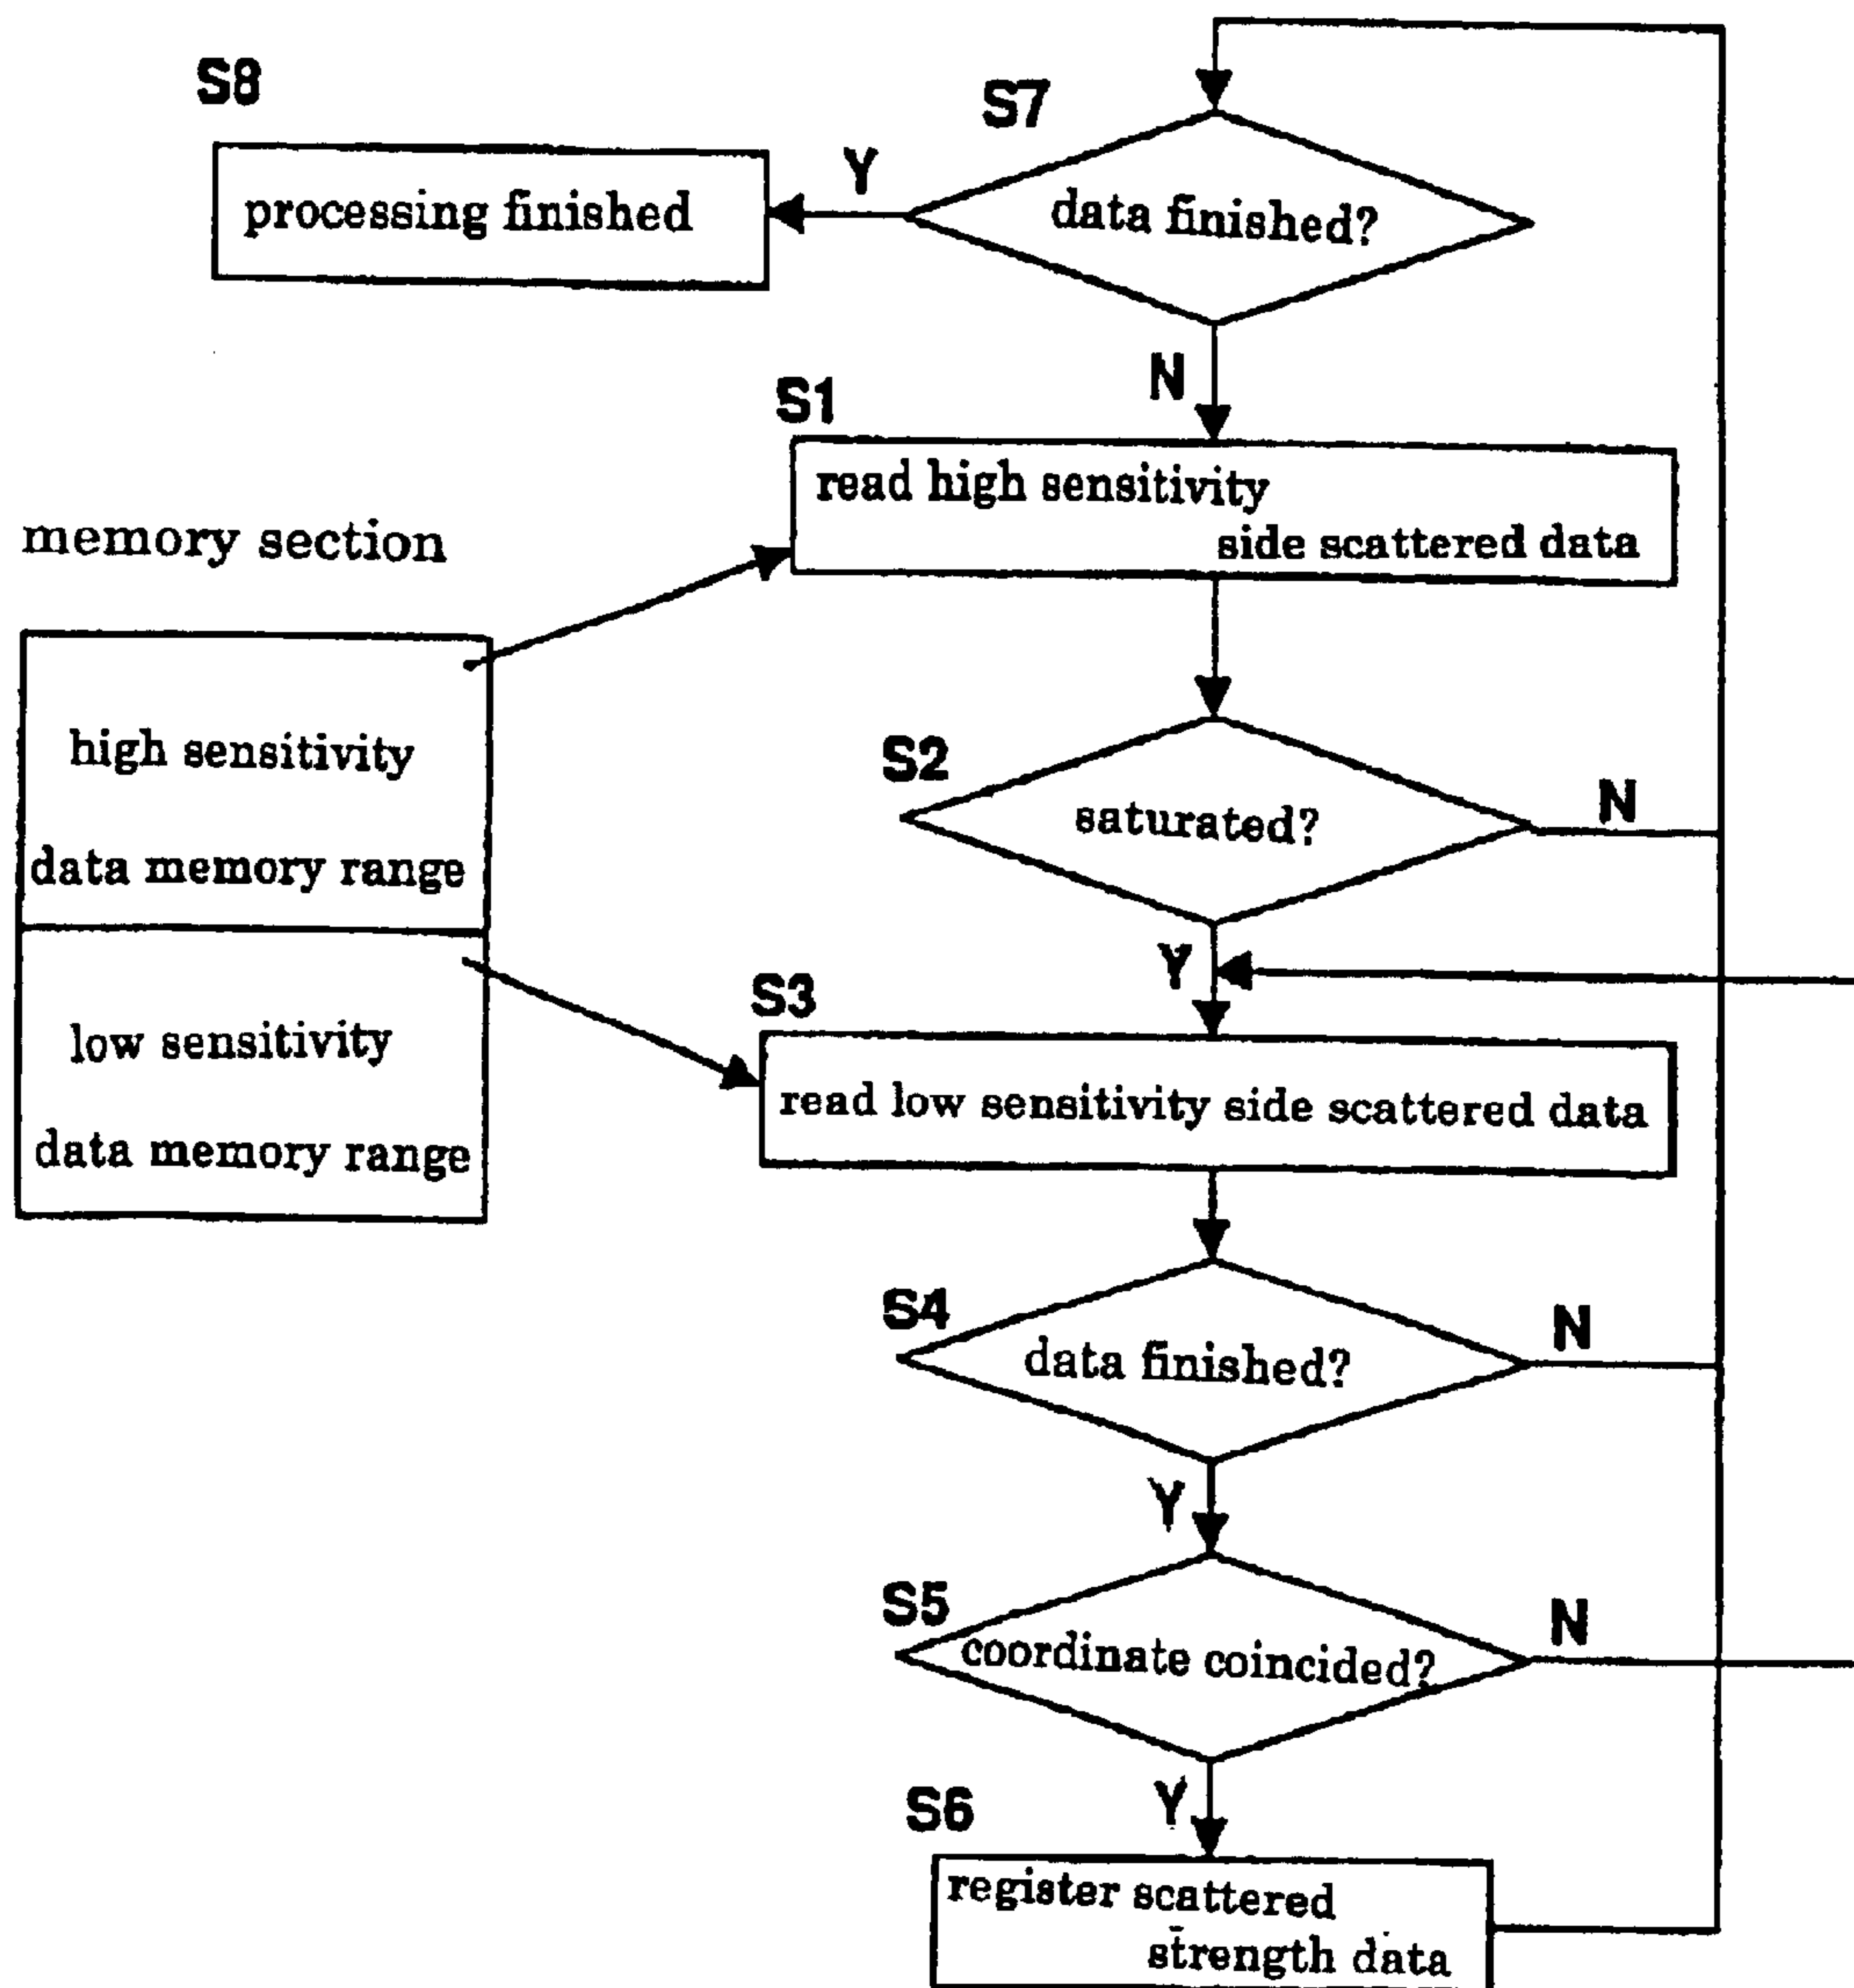 S8
S7
Y
processing finished
data finished?
N
S1
read high sensitivity
side scattered data
memory section
high sensitivity
data memory range
S2
saturated?
N
Y
low sensitivity
data memory range
S3
read low sensitivity side scattered data
S4
data finished?
N
Y
S5
coordinate coincided?
N
Y
S6
register scattered
strength data